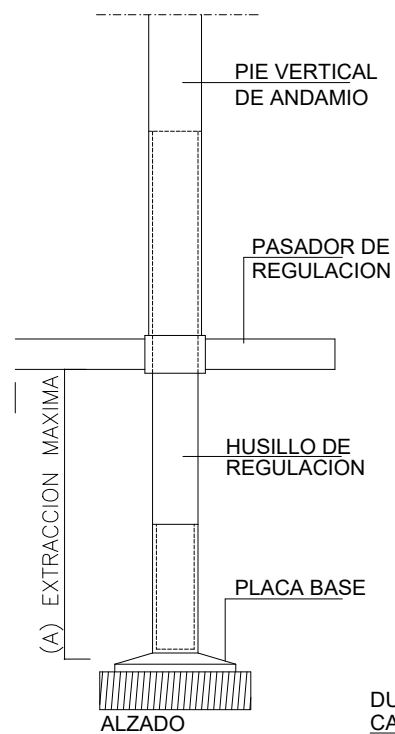 PIE VERTICAL
DE ANDAMIO
PASADOR DE
REGULACION
(A) EXTRACCION MAXIMA
HUSILLO DE
REGULACION
PLACA BASE
ALZADO